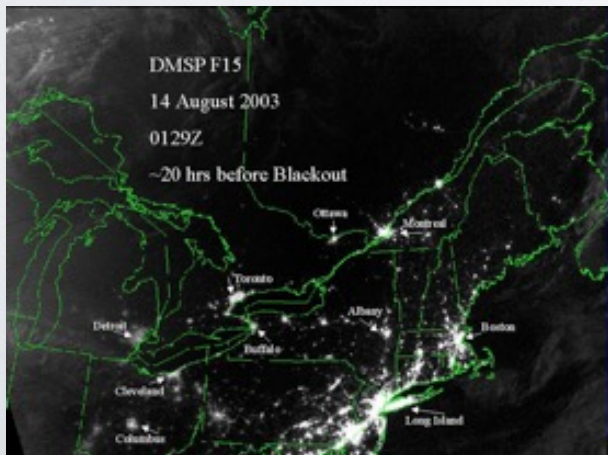 DMSP F15
14 August 2003
0129Z
~20 hrs before Blackout
Ottawa
Montreal
Toronto
Albany
Boston
Detroit
Buffalo
Cleveland
Long Island
Columbus